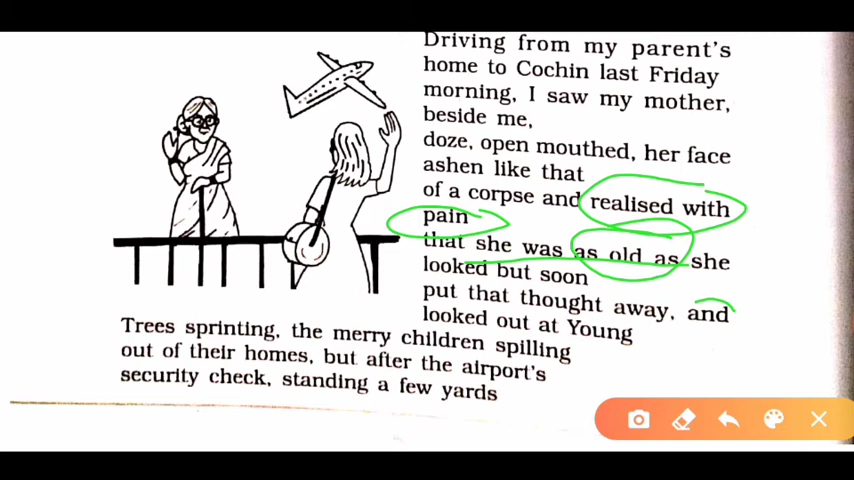 Driving from my parent's
home to Cochin last Friday
morning, I saw my mother,
beside me,
doze, open mouthed, her face
ashen like that
of a corpse and realised with
pain
that she was as old as she
looked but soon
put that thought away, and
looked out at Young
Trees sprinting, the merry children spilling
out of their homes, but after the airport's
security check, standing a few yards